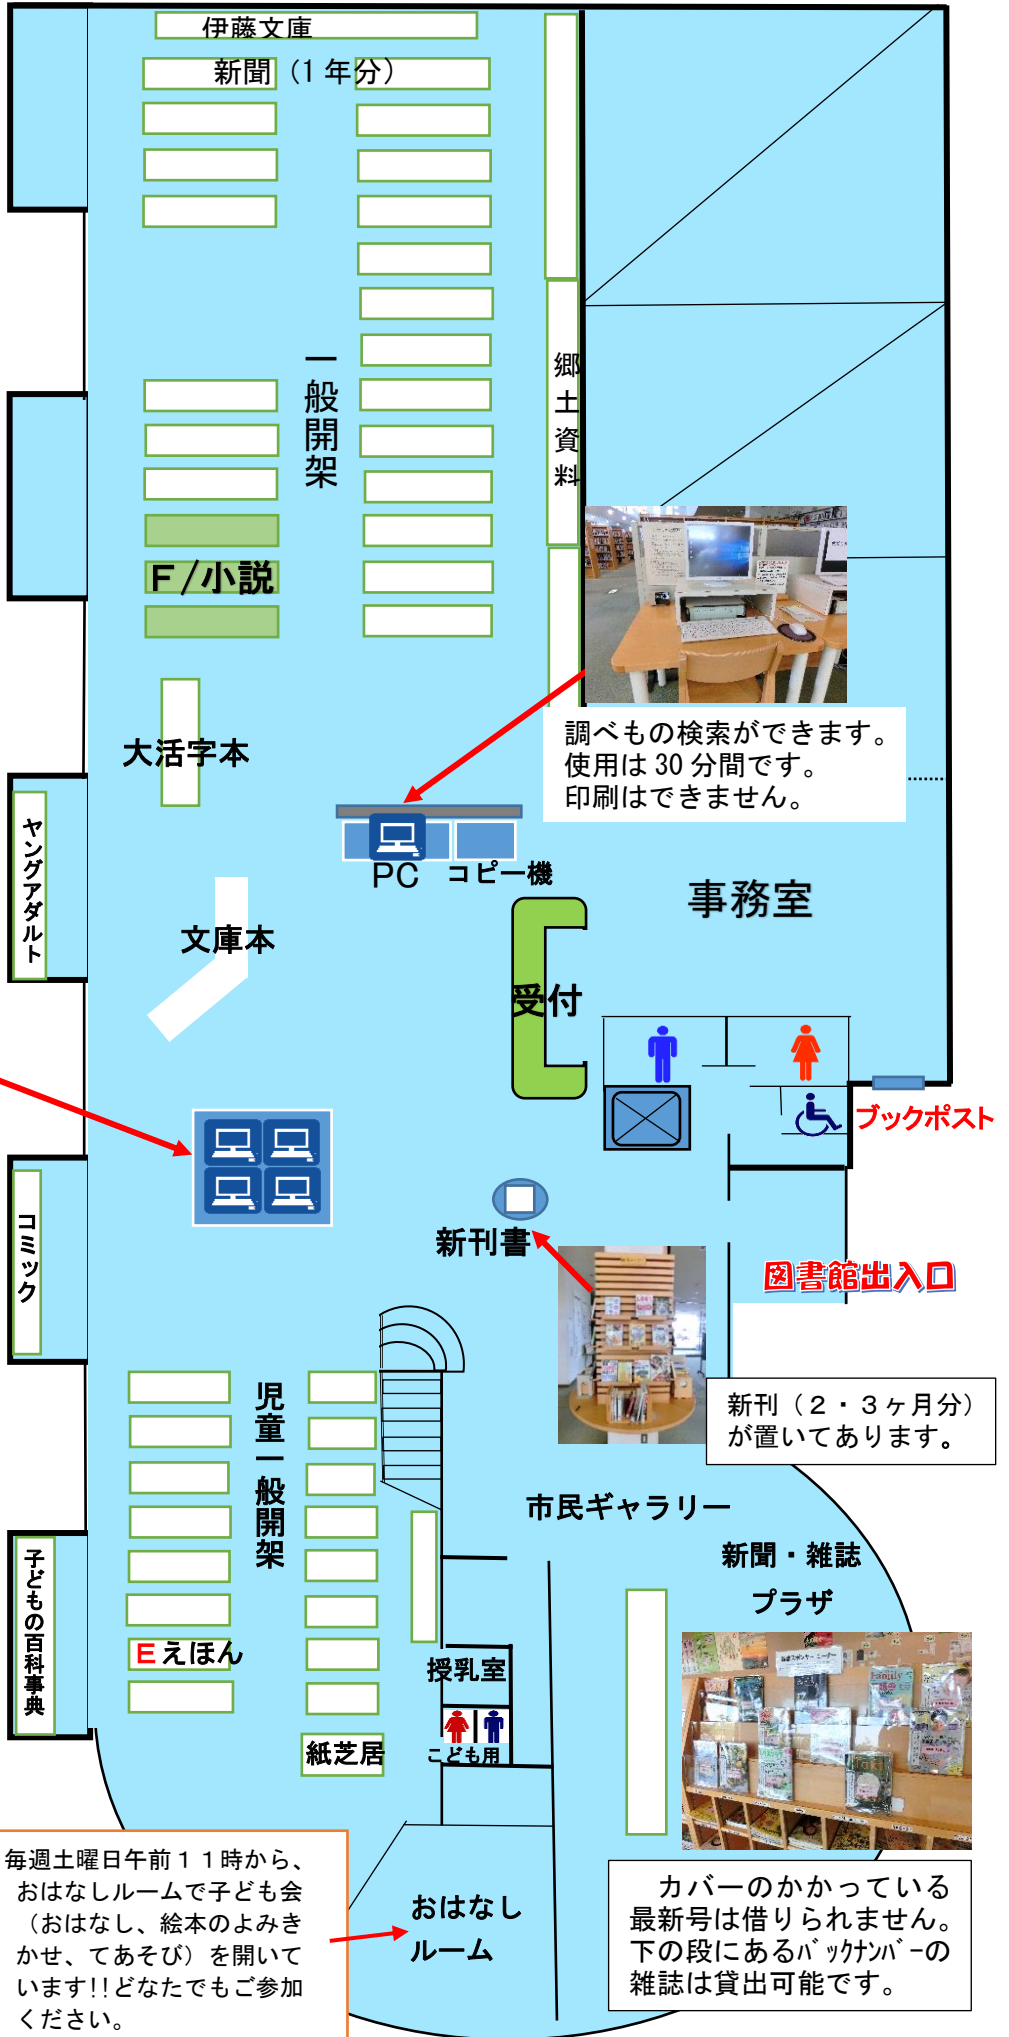 伊藤文庫
新聞（1年分）
一般開架
郷土資料
F/小説
調べもの検索ができます。
使用は30分間です。
印刷はできません。
大活字本
ヤングアダルト
PC
コピー機
事務室
文庫本
受付
ブックポスト
コミック
新刊書
図書館出入口
新刊（２・３ヶ月分）
が置いてあります。
児童一般開架
市民ギャラリー
新聞・雑誌
プラザ
子どもの百科事典
Eえほん
授乳室
こども用
紙芝居
毎週土曜日午前１１時から、
おはなしルームで子ども会
（おはなし、絵本のよみき
かせ、てあそび）を開いて
います!!どなたでもご参加
ください。
おはなし
ルーム
カバーのかかっている
最新号は借りられません。
下の段にあるﾊﾞｯｸﾅﾝﾊﾞｰの
雑誌は貸出可能です。